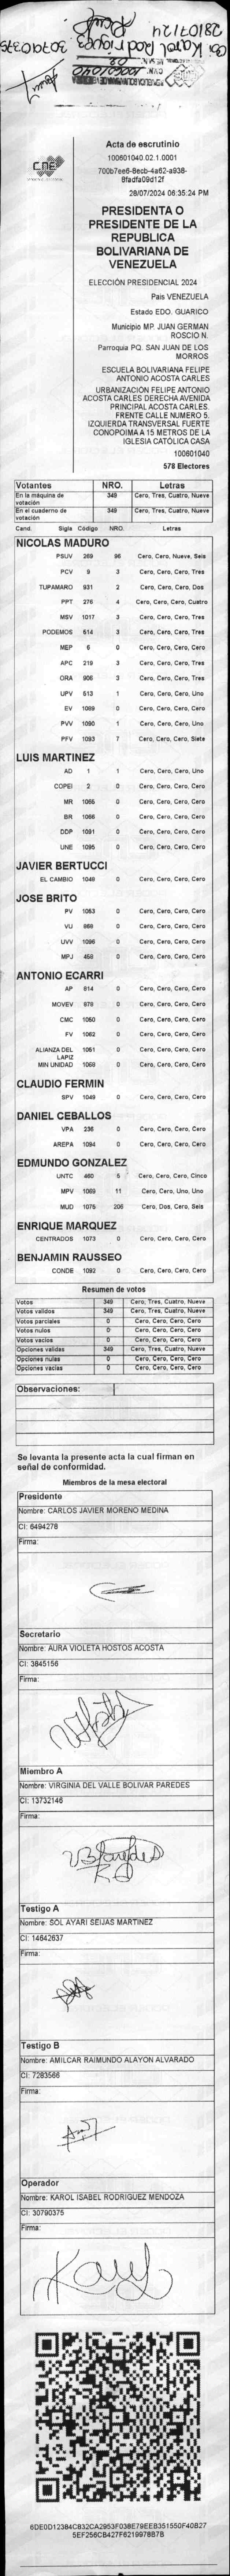 28/07/24
Karol Rodriguez
30790375
CNE
Acta de escrutinio
100601040.02.1.0001
700b7ee6-8ecb-4a62-a938-
8fadfa09d12f
28/07/2024 06:35:24 PM
PRESIDENTA O
PRESIDENTE DE LA
REPUBLICA
BOLIVARIANA DE
VENEZUELA
ELECCIÓN PRESIDENCIAL 2024
Pais VENEZUELA
Estado EDO. GUARICO
Municipio MP. JUAN GERMAN
ROSCIO N.
Parroquia PQ. SAN JUAN DE LOS
MORROS
ESCUELA BOLIVARIANA FELIPE
ANTONIO ACOSTA CARLES
URBANIZACIÓN FELIPE ANTONIO
ACOSTA CARLES DERECHA AVENIDA
PRINCIPAL ACOSTA CARLES.
FRENTE CALLE NUMERO 5.
IZQUIERDA TRANSVERSAL FUERTE
CONOPOIMA A 15 METROS DE LA
IGLESIA CATÓLICA CASA
100601040
578 Electores
Votantes NRO. Letras
En la máquina de votación 349 Cero, Tres, Cuatro, Nueve
En el cuaderno de votación 349 Cero, Tres, Cuatro, Nueve
Cand. Sigla Código NRO. Letras
NICOLAS MADURO
PSUV 269 96 Cero, Cero, Nueve, Seis
PCV 9 3 Cero, Cero, Cero, Tres
TUPAMARO 931 2 Cero, Cero, Cero, Dos
PPT 276 4 Cero, Cero, Cero, Cuatro
MSV 1017 3 Cero, Cero, Cero, Tres
PODEMOS 514 3 Cero, Cero, Cero, Tres
MEP 6 0 Cero, Cero, Cero, Cero
APC 219 3 Cero, Cero, Cero, Tres
ORA 906 3 Cero, Cero, Cero, Tres
UPV 513 1 Cero, Cero, Cero, Uno
EV 1089 0 Cero, Cero, Cero, Cero
PVV 1090 1 Cero, Cero, Cero, Uno
PFV 1093 7 Cero, Cero, Cero, Siete
LUIS MARTINEZ
AD 1 1 Cero, Cero, Cero, Uno
COPEI 2 0 Cero, Cero, Cero, Cero
MR 1065 0 Cero, Cero, Cero, Cero
BR 1066 0 Cero, Cero, Cero, Cero
DDP 1091 0 Cero, Cero, Cero, Cero
UNE 1095 0 Cero, Cero, Cero, Cero
JAVIER BERTUCCI
EL CAMBIO 1048 0 Cero, Cero, Cero, Cero
JOSE BRITO
PV 1053 0 Cero, Cero, Cero, Cero
VU 868 0 Cero, Cero, Cero, Cero
UVV 1096 0 Cero, Cero, Cero, Cero
MPJ 458 0 Cero, Cero, Cero, Cero
ANTONIO ECARRI
AP 814 0 Cero, Cero, Cero, Cero
MOVEV 978 0 Cero, Cero, Cero, Cero
CMC 1050 0 Cero, Cero, Cero, Cero
FV 1062 0 Cero, Cero, Cero, Cero
ALIANZA DEL LAPIZ 1051 0 Cero, Cero, Cero, Cero
MIN UNIDAD 1068 0 Cero, Cero, Cero, Cero
CLAUDIO FERMIN
SPV 1049 0 Cero, Cero, Cero, Cero
DANIEL CEBALLOS
VPA 236 0 Cero, Cero, Cero, Cero
AREPA 1094 0 Cero, Cero, Cero, Cero
EDMUNDO GONZALEZ
UNTC 460 5 Cero, Cero, Cero, Cinco
MPV 1069 11 Cero, Cero, Uno, Uno
MUD 1075 206 Cero, Dos, Cero, Seis
ENRIQUE MARQUEZ
CENTRADOS 1073 0 Cero, Cero, Cero, Cero
BENJAMIN RAUSSEO
CONDE 1092 0 Cero, Cero, Cero, Cero
Resumen de votos
Votos 349 Cero, Tres, Cuatro, Nueve
Votos validos 349 Cero, Tres, Cuatro, Nueve
Votos parciales 0 Cero, Cero, Cero, Cero
Votos nulos 0 Cero, Cero, Cero, Cero
Votos vacios 0 Cero, Cero, Cero, Cero
Opciones validas 349 Cero, Tres, Cuatro, Nueve
Opciones nulas 0 Cero, Cero, Cero, Cero
Opciones vacias 0 Cero, Cero, Cero, Cero
Observaciones:
Se levanta la presente acta la cual firman en
señal de conformidad.
Miembros de la mesa electoral
Presidente
Nombre: CARLOS JAVIER MORENO MEDINA
CI: 6494278
Firma:
Secretario
Nombre: AURA VIOLETA HOSTOS ACOSTA
CI: 3845156
Firma:
Miembro A
Nombre: VIRGINIA DEL VALLE BOLIVAR PAREDES
CI: 13732146
Firma:
Testigo A
Nombre: SOL AYARI SEIJAS MARTINEZ
CI: 14642637
Firma:
Testigo B
Nombre: AMILCAR RAIMUNDO ALAYON ALVARADO
CI: 7283566
Firma:
Operador
Nombre: KAROL ISABEL RODRIGUEZ MENDOZA
CI: 30790375
Firma:
6DE0D12384C832CA2953F038E79EEB351550F40B27
5EF256CB427F6219978B7B